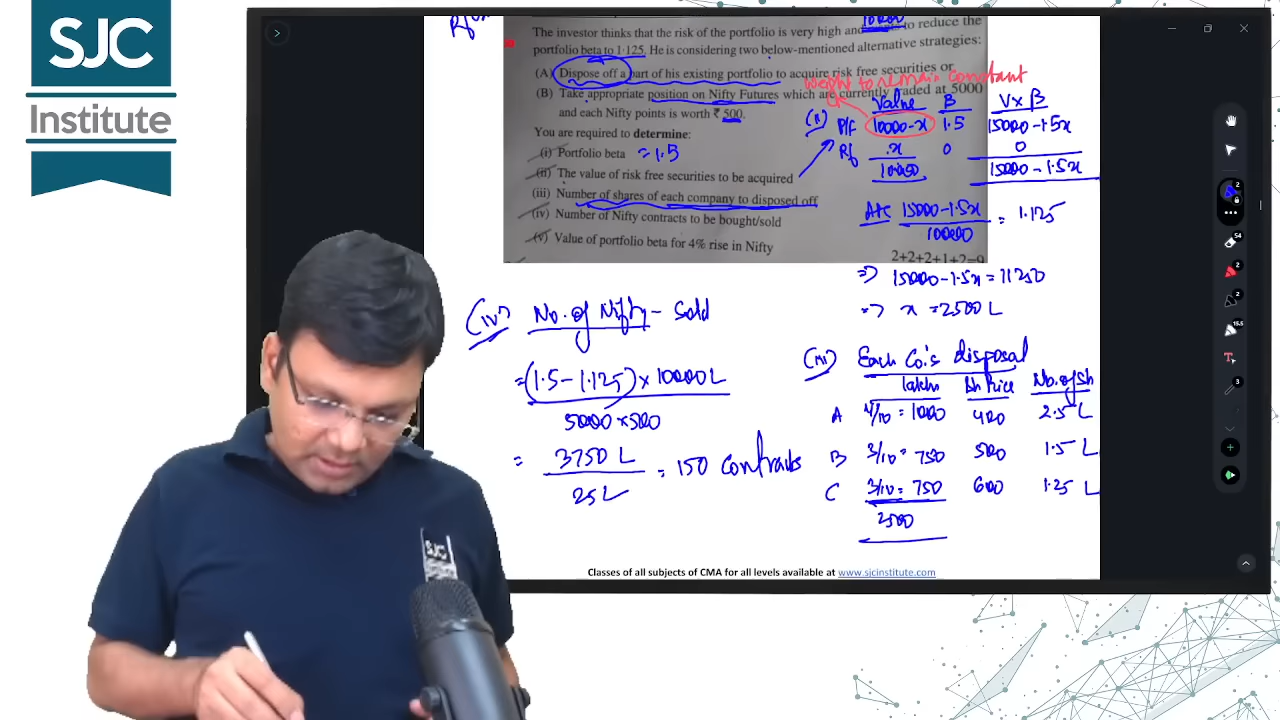 SJC
Institute
The investor thinks that the risk of the portfolio is very high and wants to reduce the
portfolio beta to 1·125. He is considering two below-mentioned alternative strategies:
(A) Dispose off a part of his existing portfolio to acquire risk free securities or
(B) Take appropriate position on Nifty Futures which are currently traded at 5000
and each Nifty points is worth ₹ 500.
You are required to determine:
(i) Portfolio beta = 1.5
(ii) The value of risk free securities to be acquired
(iii) Number of shares of each company to disposed off
(iv) Number of Nifty contracts to be bought/sold
(v) Value of portfolio beta for 4% rise in Nifty
2+2+2+1+2=9
Weight to remain constant
Value β V×β
(ii) P/f 10000-x 1.5 15000-1.5x
Rf x 0 0
10000 15000-1.5x
ATC 15000-1.5x / 10000 = 1.125
=> 15000-1.5x = 11250
=> x = 2500 L
(iv) No. of Nifty - Sold
= (1.5-1.125) × 10000 L
5000 × 500
= 3750 L / 25 L = 150 contracts
(iii) Each Co.'s disposal
lakhs Sh Price No. of Sh
A 4/10 = 1000 400 2.5 L
B 3/10 = 750 500 1.5 L
C 3/10 = 750 600 1.25 L
2500
Classes of all subjects of CMA for all levels available at www.sjcinstitute.com
SJC